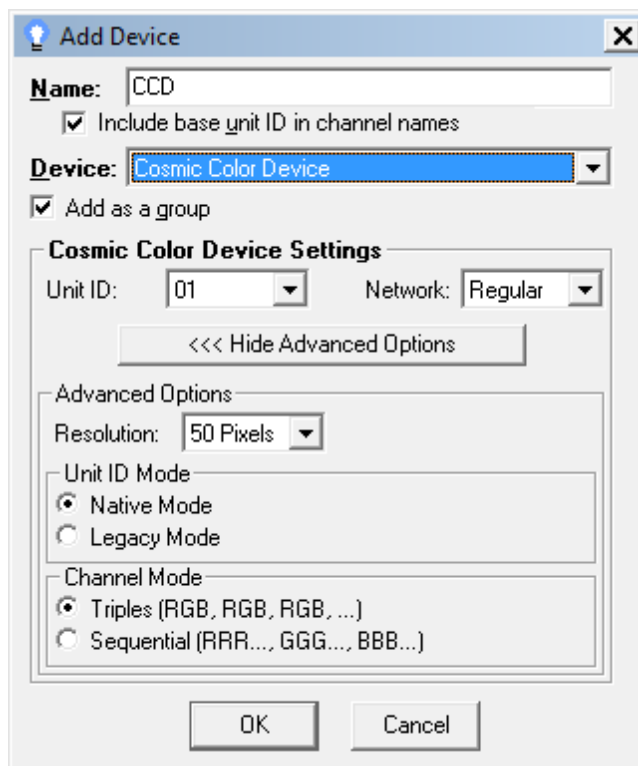 Add Device
Name: CCD
Include base unit ID in channel names
Device: Cosmic Color Device
Add as a group
Cosmic Color Device Settings
Unit ID: 01 Network: Regular
<<< Hide Advanced Options
Advanced Options
Resolution: 50 Pixels
Unit ID Mode
Native Mode
Legacy Mode
Channel Mode
Triples (RGB, RGB, RGB, ...)
Sequential (RRR..., GGG..., BBB...)
OK Cancel